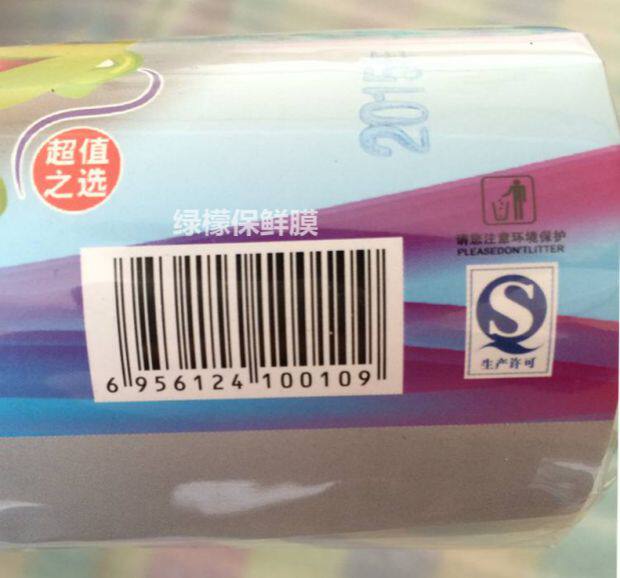 超值
之选
2015
绿檬保鲜膜
请您注意环境保护
PLEASEDON'TLITTER
生产许可
6 956124 100109